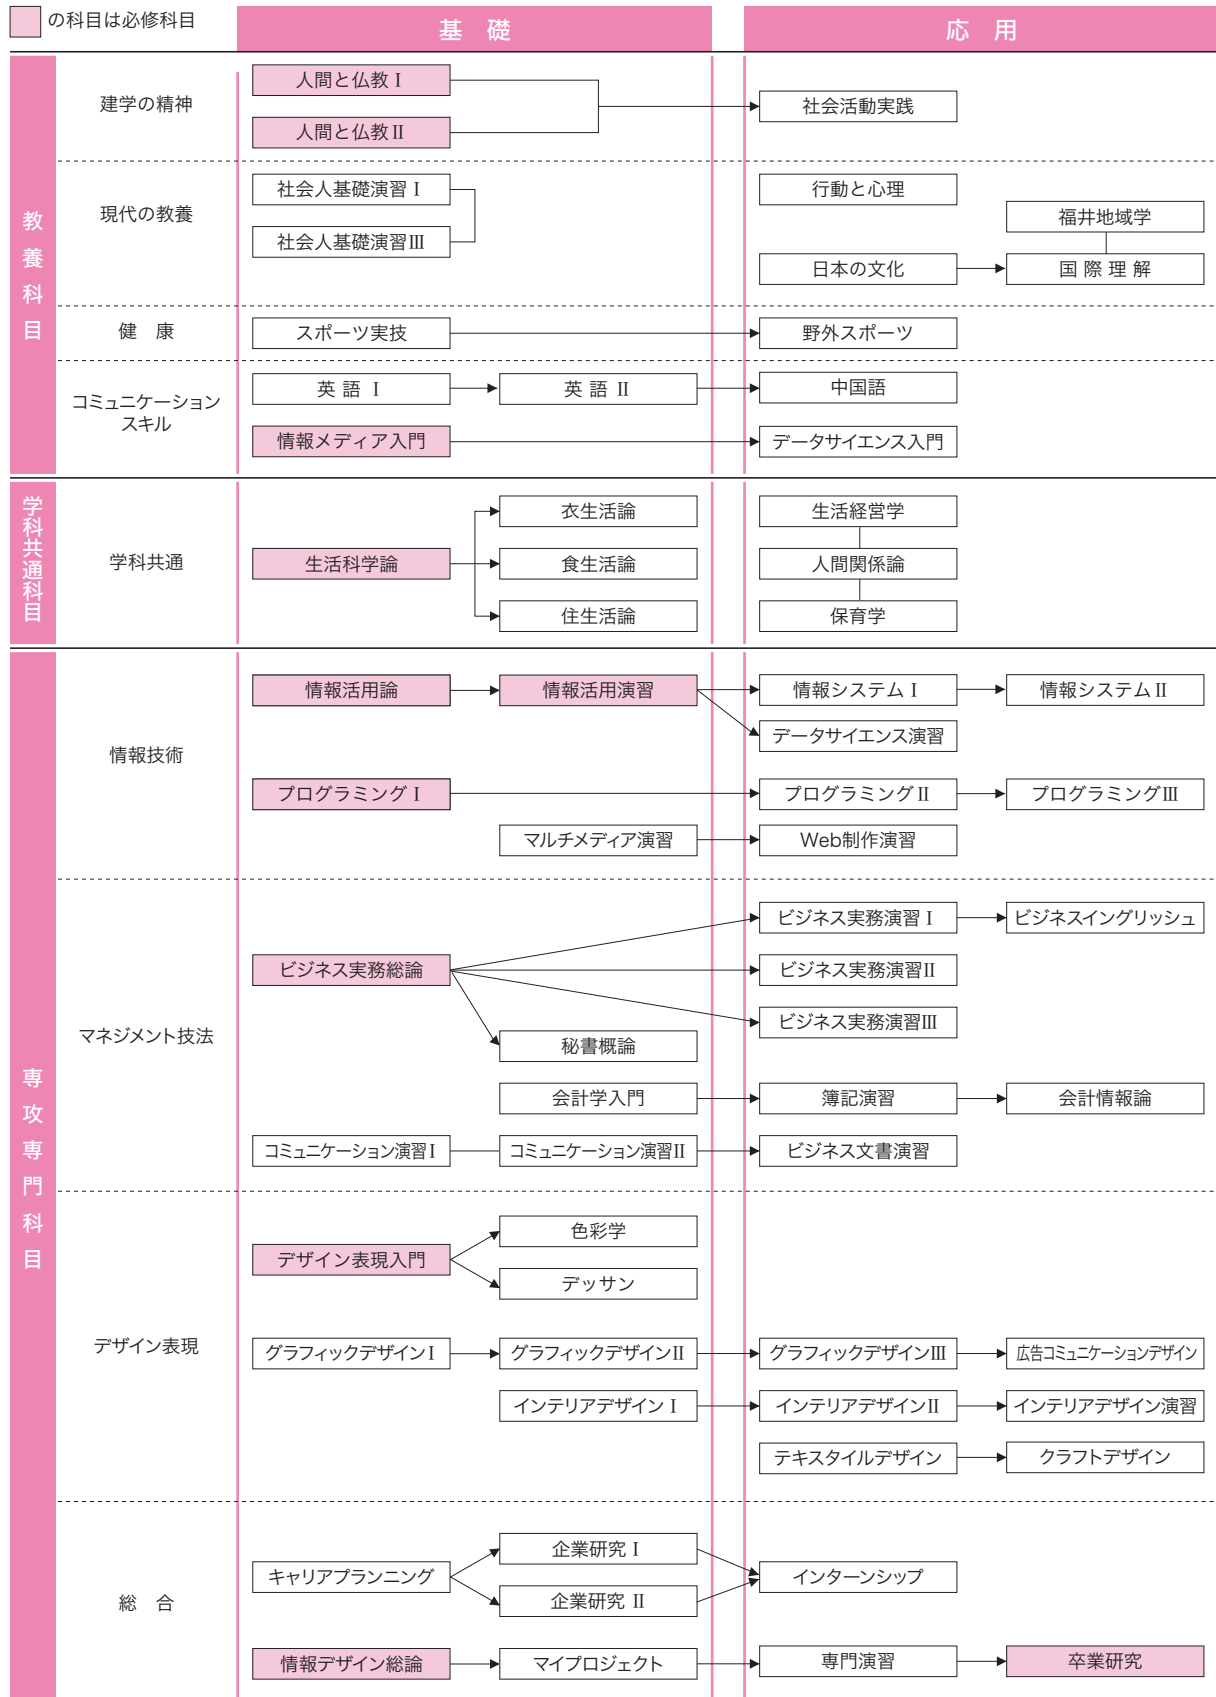 の科目は必修科目
基 礎
応 用
教養科目
建学の精神
人間と仏教 Ⅰ
人間と仏教 Ⅱ
社会活動実践
現代の教養
社会人基礎演習 Ⅰ
社会人基礎演習Ⅲ
行動と心理
福井地域学
日本の文化
国 際 理 解
健 康
スポーツ実技
野外スポーツ
コミュニケーション
スキル
英 語 Ⅰ
英 語 Ⅱ
中国語
情報メディア入門
データサイエンス入門
学科共通科目
学科共通
生活科学論
衣生活論
食生活論
住生活論
生活経営学
人間関係論
保育学
専攻専門科目
情報技術
情報活用論
情報活用演習
情報システム Ⅰ
情報システム Ⅱ
データサイエンス演習
プログラミング Ⅰ
プログラミング Ⅱ
プログラミングⅢ
マルチメディア演習
Web制作演習
マネジメント技法
ビジネス実務総論
ビジネス実務演習 Ⅰ
ビジネスイングリッシュ
ビジネス実務演習Ⅱ
ビジネス実務演習Ⅲ
秘書概論
会計学入門
簿記演習
会計情報論
コミュニケーション演習Ⅰ
コミュニケーション演習Ⅱ
ビジネス文書演習
デザイン表現
デザイン表現入門
色彩学
デッサン
グラフィックデザインⅠ
グラフィックデザインⅡ
グラフィックデザインⅢ
広告コミュニケーションデザイン
インテリアデザイン Ⅰ
インテリアデザインⅡ
インテリアデザイン演習
テキスタイルデザイン
クラフトデザイン
総 合
キャリアプランニング
企業研究 Ⅰ
企業研究 Ⅱ
インターンシップ
情報デザイン総論
マイプロジェクト
専門演習
卒業研究